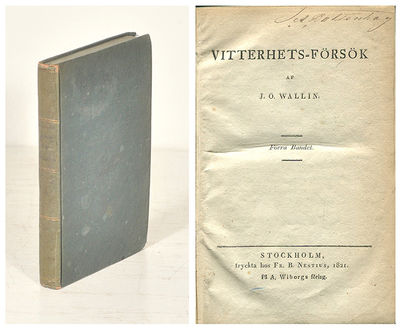 VITTERHETS-FÖRSÖK
AF
J. O. WALLIN.
Förra Bandet.
STOCKHOLM,
tryckta hos FR. B. NESTIUS, 1821.
På A. Wiborgs förlag.